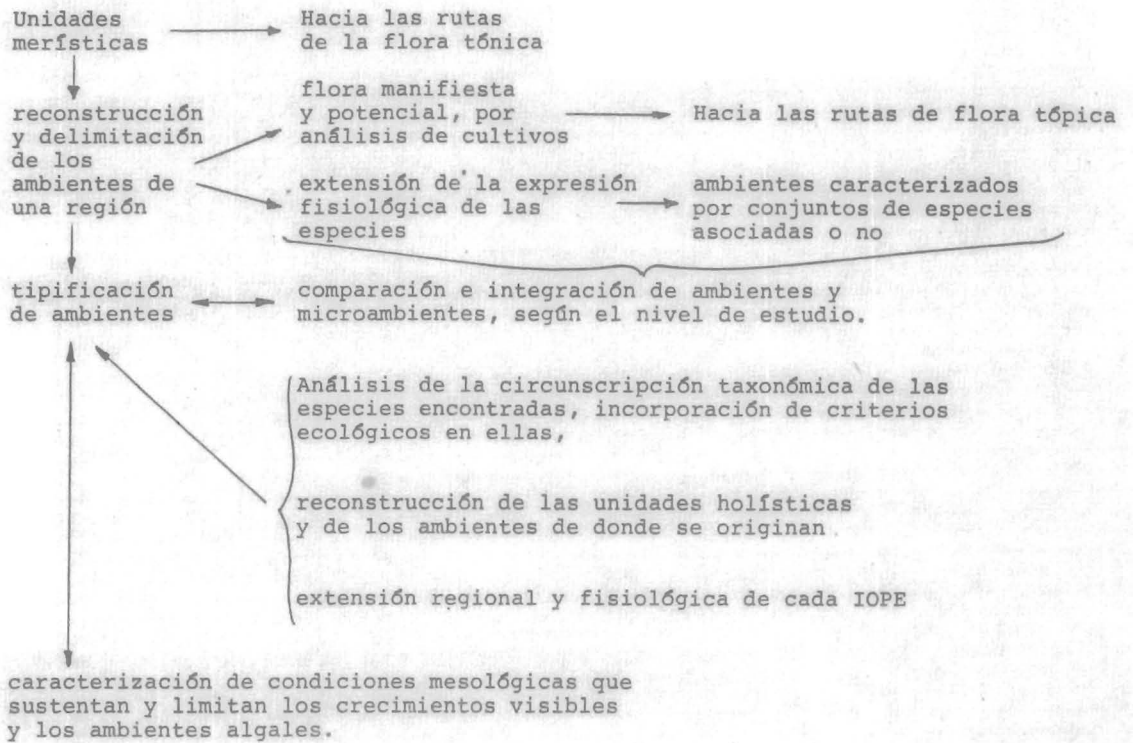 Unidades
merísticas
Hacia las rutas
de la flora tónica
reconstrucción
y delimitación
de los
ambientes de
una región
flora manifiesta
y potencial, por
análisis de cultivos
Hacia las rutas de flora tópica
extensión de la expresión
fisiológica de las
especies
ambientes caracterizados
por conjuntos de especies
asociadas o no
tipificación
de ambientes
comparación e integración de ambientes y
microambientes, según el nivel de estudio.
Análisis de la circunscripción taxonómica de las
especies encontradas, incorporación de criterios
ecológicos en ellas,
reconstrucción de las unidades holísticas
y de los ambientes de donde se originan
extensión regional y fisiológica de cada IOPE
caracterización de condiciones mesológicas que
sustentan y limitan los crecimientos visibles
y los ambientes algales.